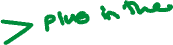 > plug in the